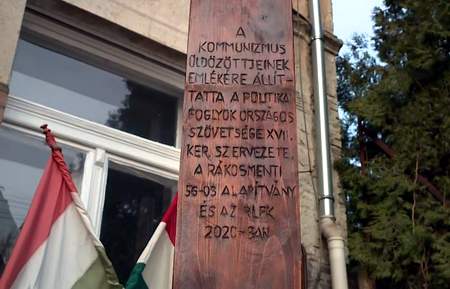 A
KOMMUNIZMUS
ÜLDÖZÖTTJEINEK
EMLÉKÉRE ÁLLÍT-
TATTA A POLITIKAI
FOGLYOK ORSZÁGOS
SZÖVETSÉGE XVII.
KER. SZERVEZETE,
A RÁKOSMENTI
56-OS ALAPÍTVÁNY
ÉS AZ
2020-BAN